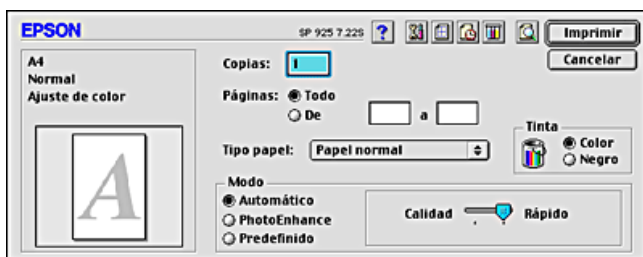 EPSON
SP 925 7.22S
?
Imprimir
Cancelar
A4
Normal
Ajuste de color
A
Copias: 1
Páginas: Todo
De a
Tipo papel: Papel normal
Tinta
Color
Negro
Modo
Automático
PhotoEnhance
Predefinido
Calidad Rápido